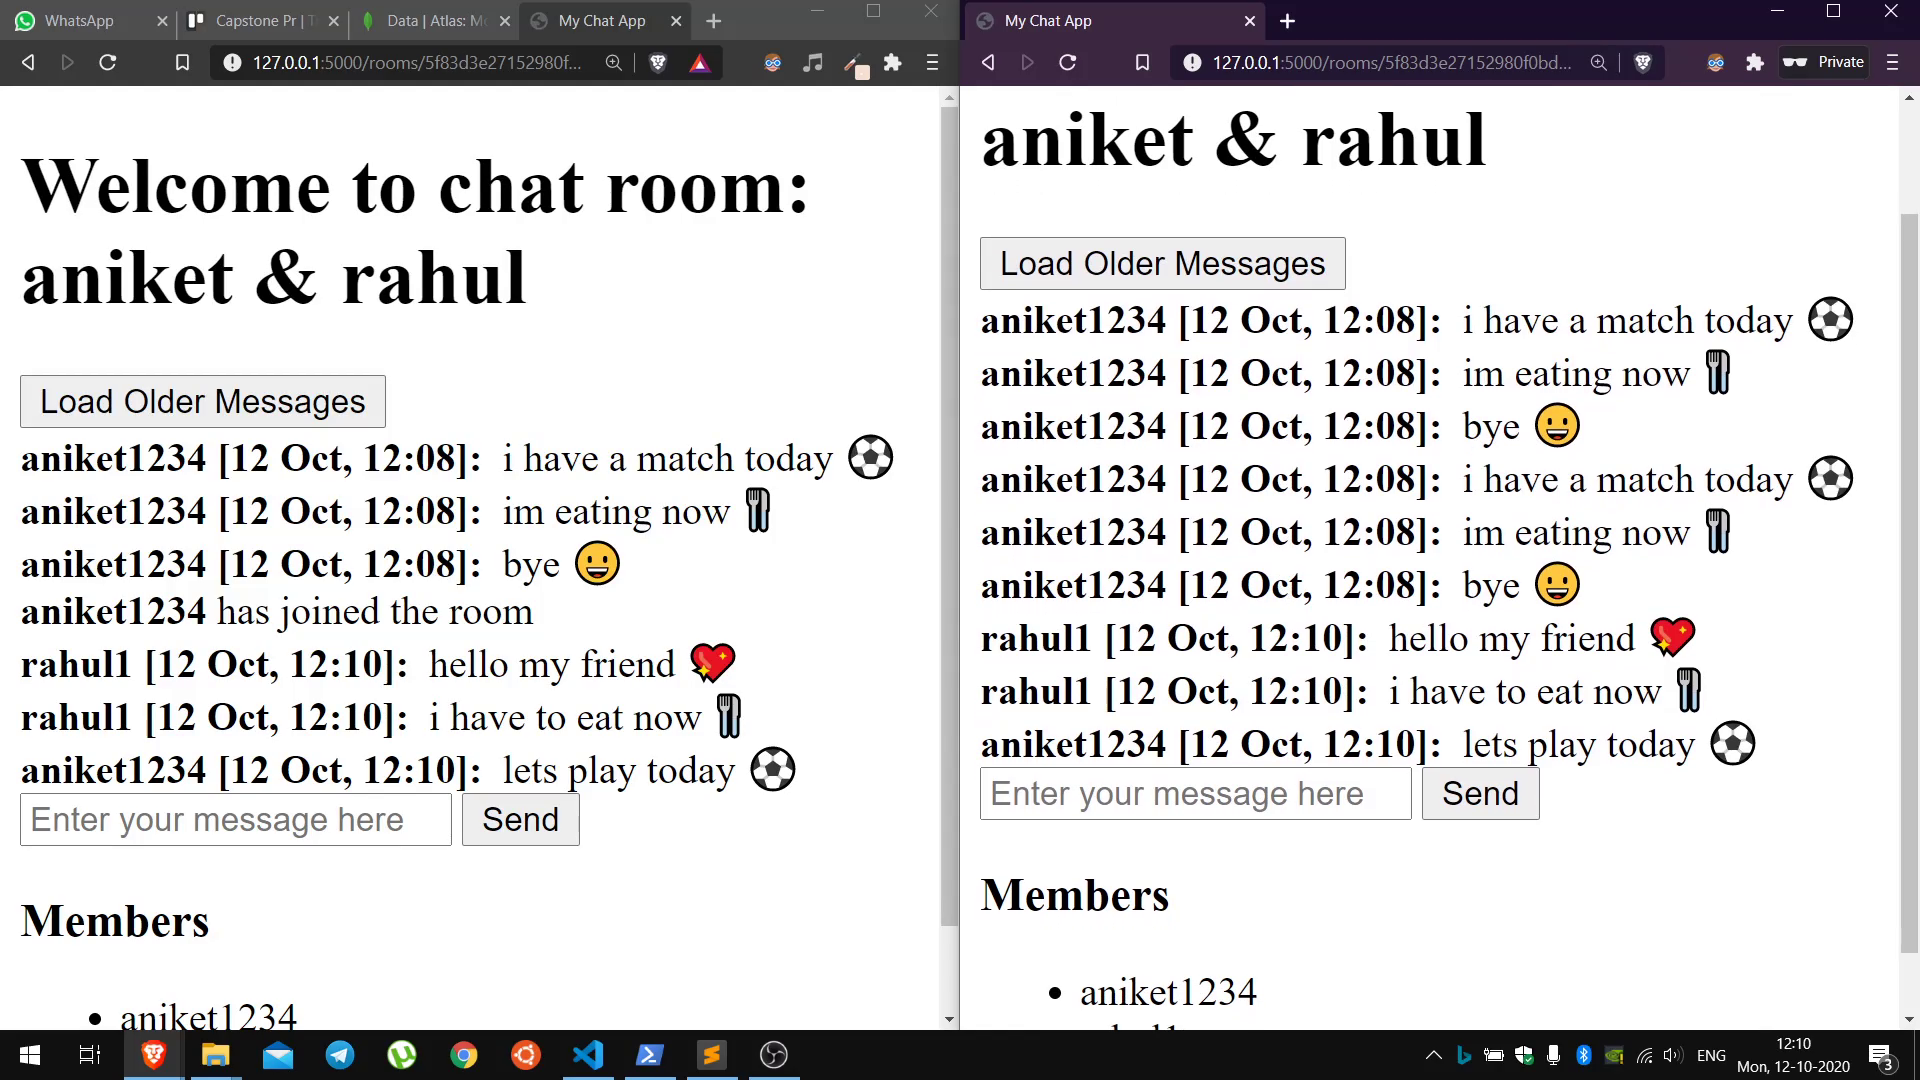 WhatsApp
Capstone Pr | T
Data | Atlas: Mo
My Chat App
127.0.0.1:5000/rooms/5f83d3e27152980f...
Welcome to chat room:
aniket & rahul
Load Older Messages
aniket1234 [12 Oct, 12:08]: i have a match today ⚽
aniket1234 [12 Oct, 12:08]: im eating now 🍴
aniket1234 [12 Oct, 12:08]: bye 😀
aniket1234 has joined the room
rahul1 [12 Oct, 12:10]: hello my friend 💖
rahul1 [12 Oct, 12:10]: i have to eat now 🍴
aniket1234 [12 Oct, 12:10]: lets play today ⚽
Enter your message here
Send
Members
• aniket1234
My Chat App
127.0.0.1:5000/rooms/5f83d3e27152980f0bd...
Private
aniket & rahul
Load Older Messages
aniket1234 [12 Oct, 12:08]: i have a match today ⚽
aniket1234 [12 Oct, 12:08]: im eating now 🍴
aniket1234 [12 Oct, 12:08]: bye 😀
aniket1234 [12 Oct, 12:08]: i have a match today ⚽
aniket1234 [12 Oct, 12:08]: im eating now 🍴
aniket1234 [12 Oct, 12:08]: bye 😀
rahul1 [12 Oct, 12:10]: hello my friend 💖
rahul1 [12 Oct, 12:10]: i have to eat now 🍴
aniket1234 [12 Oct, 12:10]: lets play today ⚽
Enter your message here
Send
Members
• aniket1234
ENG
12:10
Mon, 12-10-2020
3